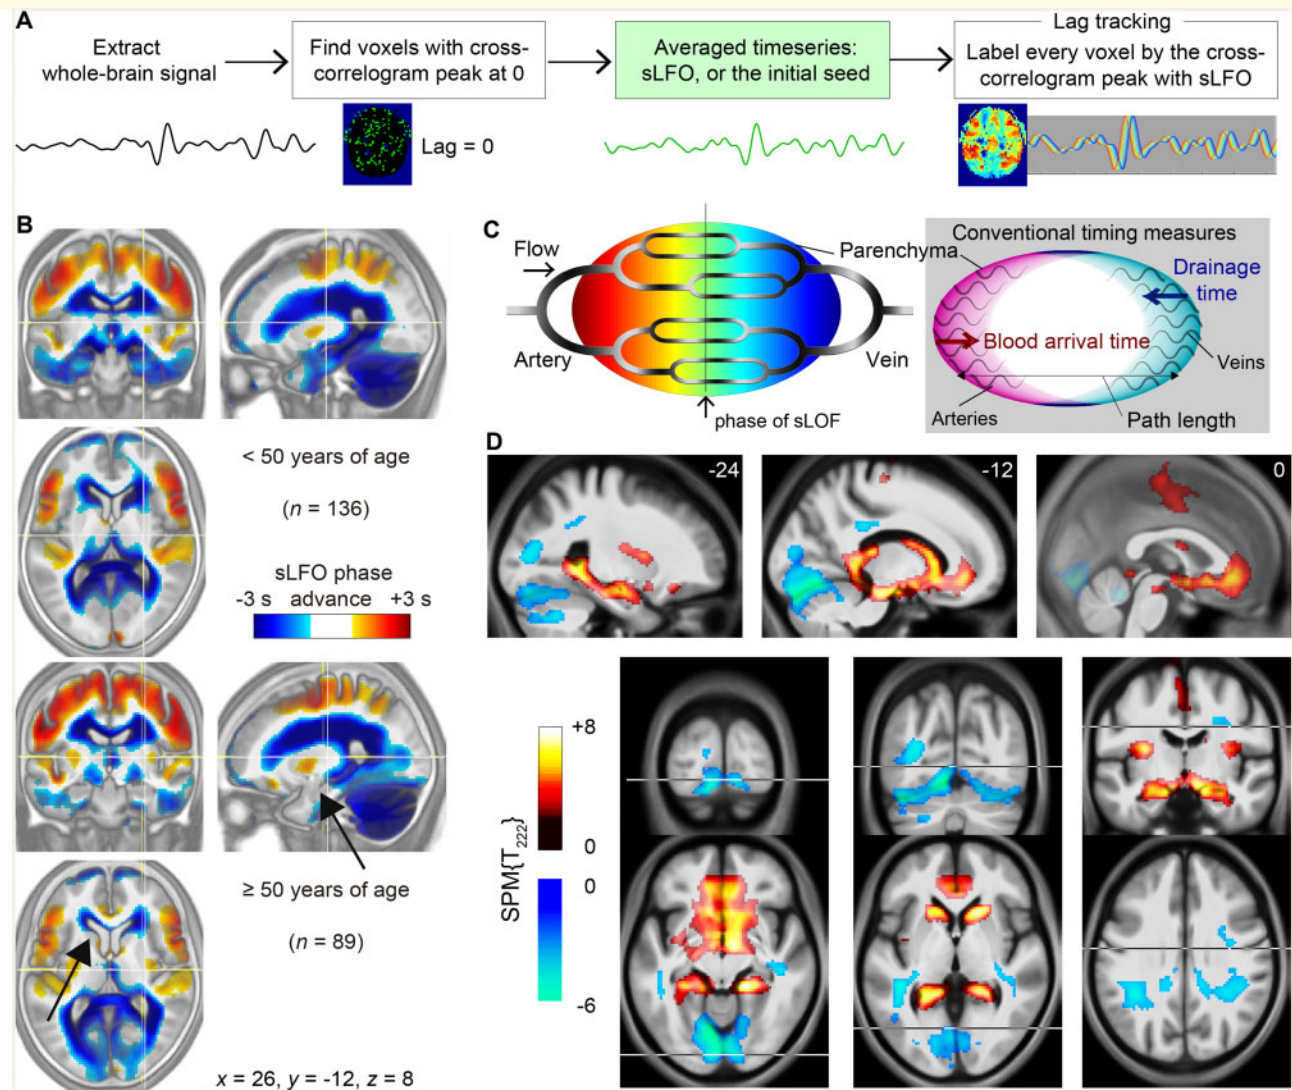 A
Extract
whole-brain signal
Find voxels with cross-
correlogram peak at 0
Averaged timeseries:
sLFO, or the initial seed
Lag tracking
Label every voxel by the cross-
correlogram peak with sLFO
Lag = 0
B
< 50 years of age
(n = 136)
sLFO phase
-3 s advance +3 s
≥ 50 years of age
(n = 89)
x = 26, y = -12, z = 8
C
Flow
Artery
Parenchyma
Vein
phase of sLOF
Conventional timing measures
Drainage
time
Blood arrival time
Veins
Arteries
Path length
D
-24
-12
0
SPM{T222}
+8
0
0
-6